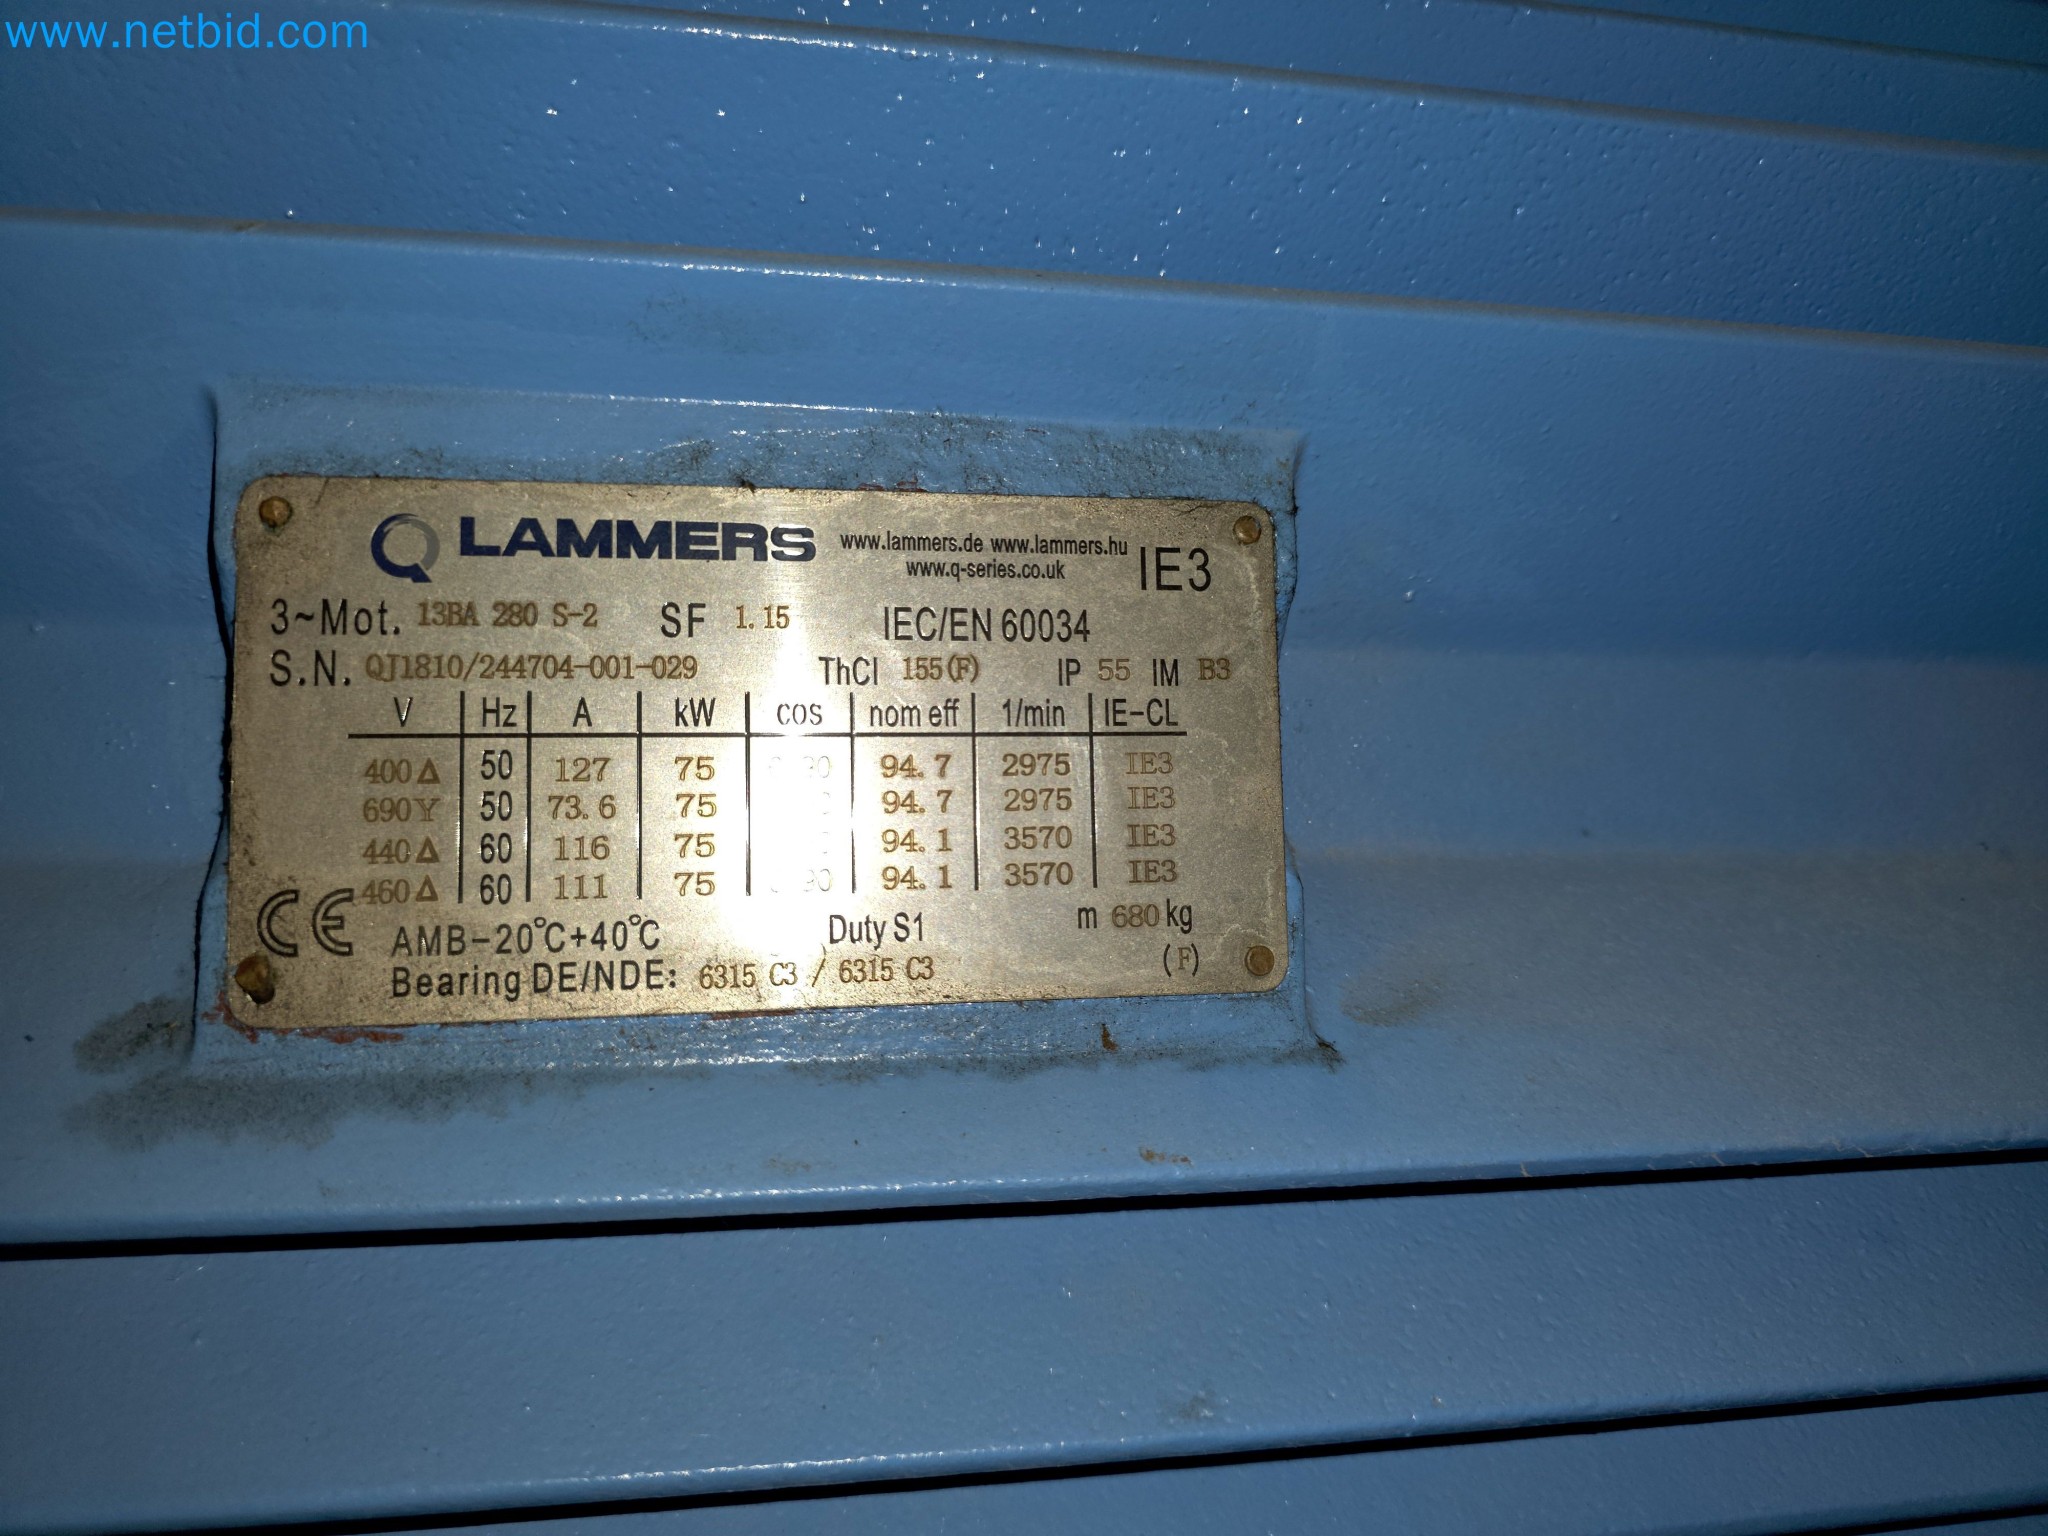 www.netbid.com
LAMMERS www.lammers.de www.lammers.hu IE3
www.q-series.co.uk
3~Mot. 13BA 280 S-2 SF 1.15 IEC/EN 60034
S.N. QJ1810/244704-001-029 ThCl 155(F) IP 55 IM B3
V Hz A kW cos nom eff 1/min IE-CL
400Δ 50 127 75 94.7 2975 IE3
690Y 50 73.6 75 94.7 2975 IE3
440Δ 60 116 75 94.1 3570 IE3
460Δ 60 111 75 94.1 3570 IE3
CE AMB-20°C+40°C Duty S1 m 680kg
Bearing DE/NDE: 6315 C3 / 6315 C3 (F)